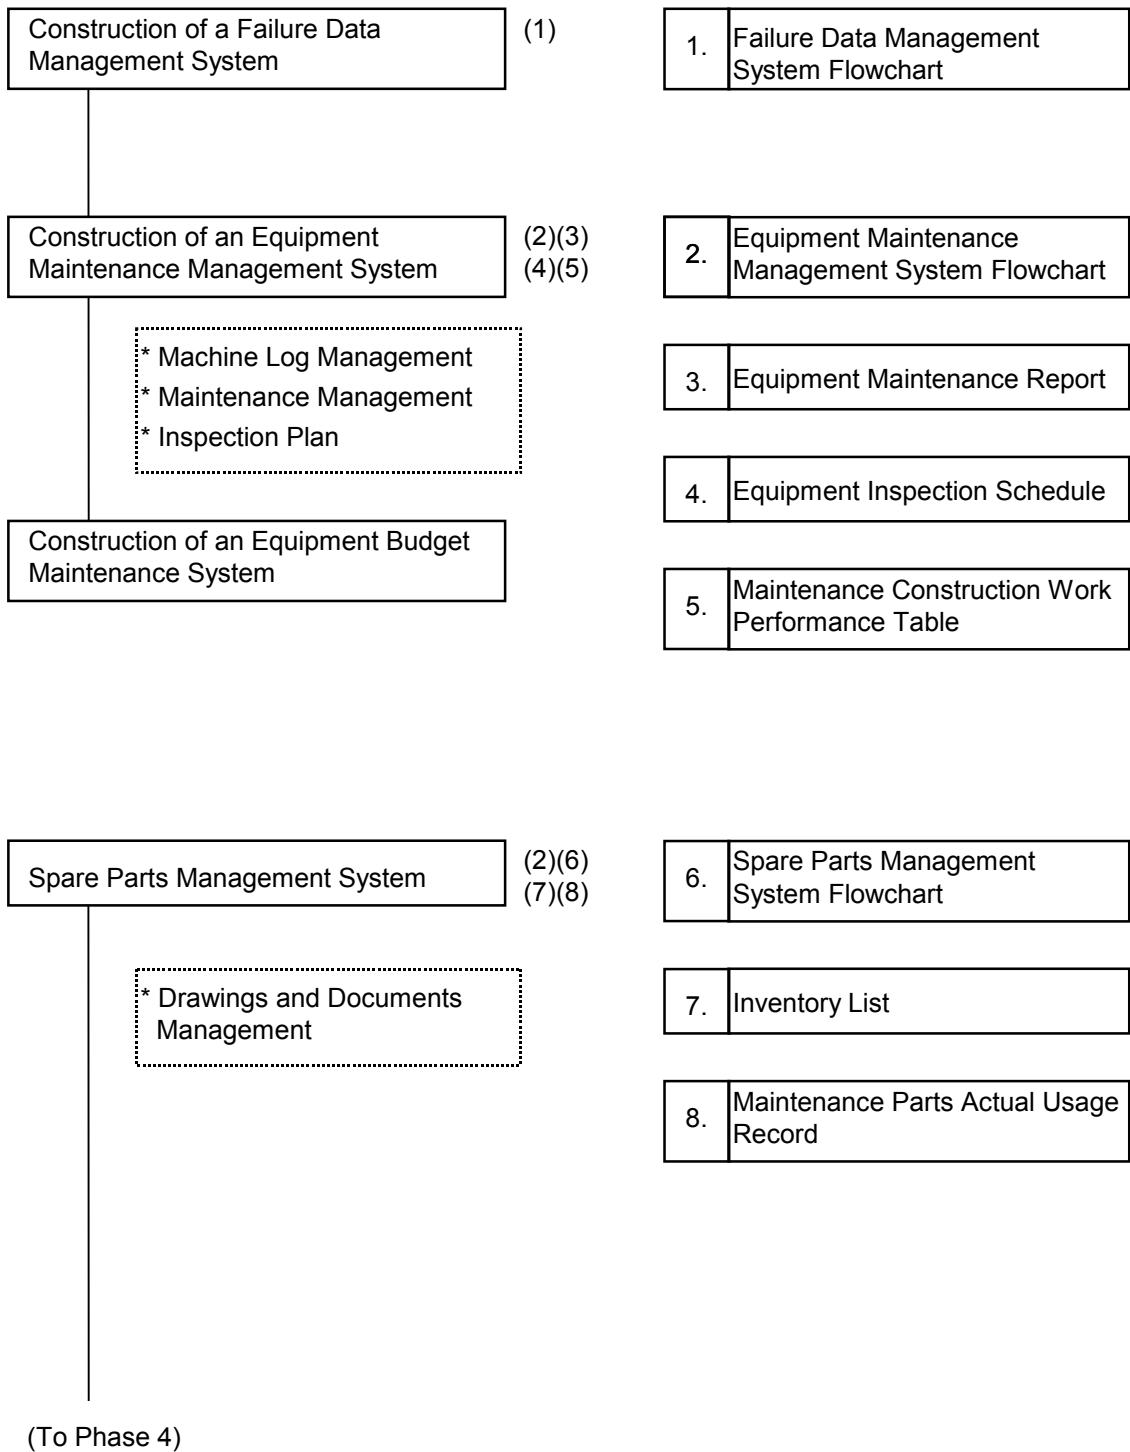 Construction of a Failure Data
Management System
(1)
1.
Failure Data Management
System Flowchart
Construction of an Equipment
Maintenance Management System
(2)(3)
(4)(5)
2.
Equipment Maintenance
Management System Flowchart
* Machine Log Management
* Maintenance Management
* Inspection Plan
3.
Equipment Maintenance Report
4.
Equipment Inspection Schedule
Construction of an Equipment Budget
Maintenance System
5.
Maintenance Construction Work
Performance Table
Spare Parts Management System
(2)(6)
(7)(8)
6.
Spare Parts Management
System Flowchart
* Drawings and Documents
Management
7.
Inventory List
8.
Maintenance Parts Actual Usage
Record
(To Phase 4)